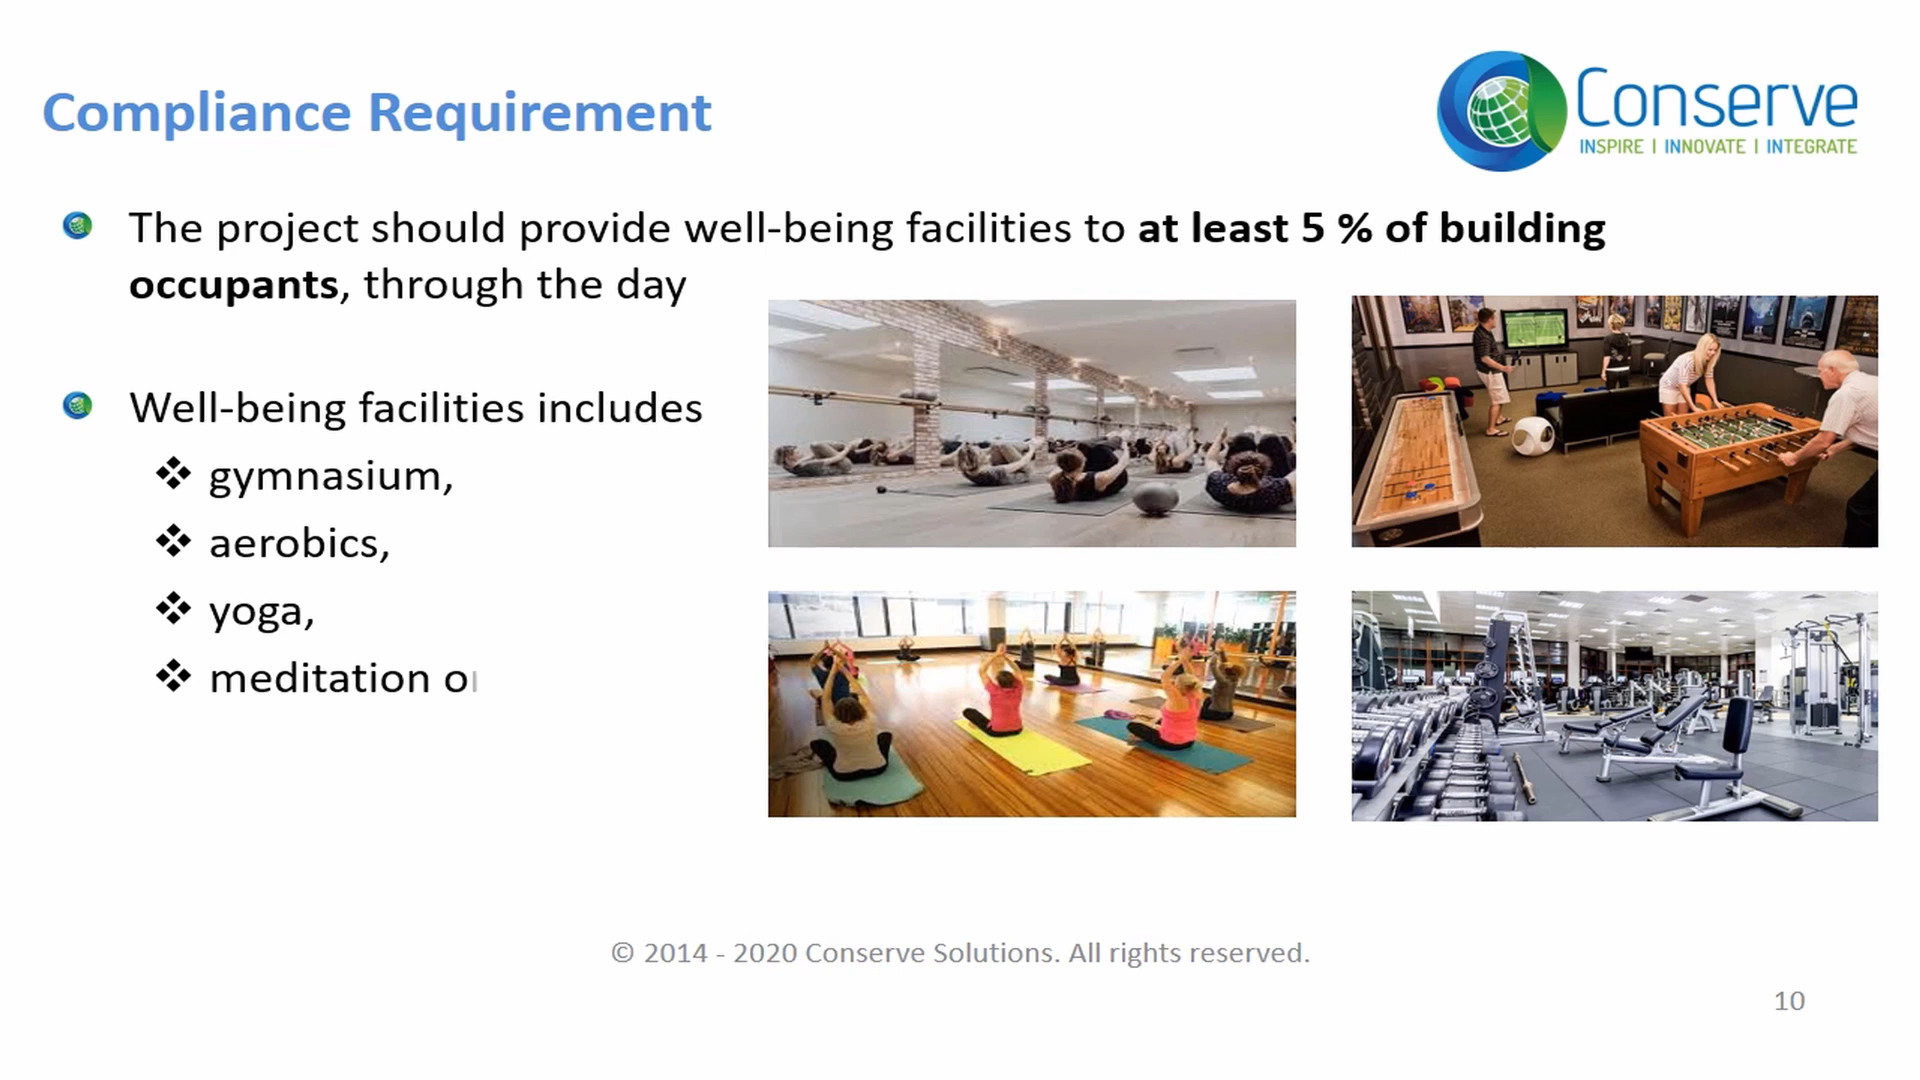 Compliance Requirement
Conserve
INSPIRE | INNOVATE | INTEGRATE
The project should provide well-being facilities to at least 5 % of building
occupants, through the day
Well-being facilities includes
gymnasium,
aerobics,
yoga,
meditation
© 2014 - 2020 Conserve Solutions. All rights reserved.
10